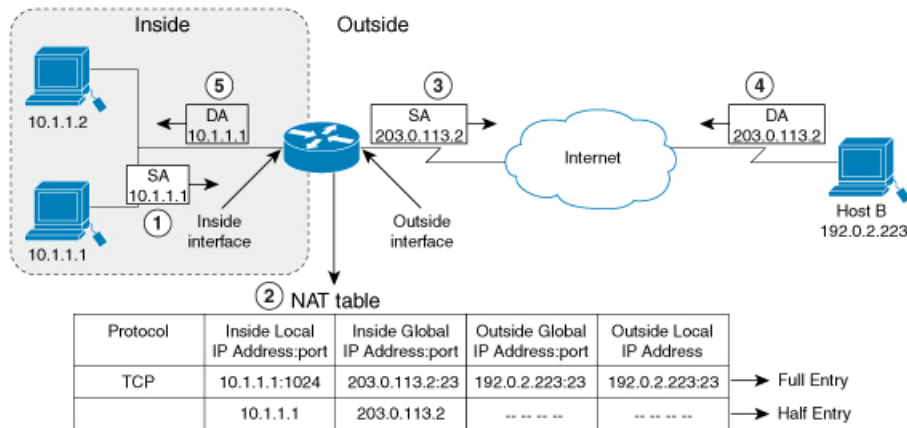 Inside
Outside
5
3
4
DA
10.1.1.1
SA
203.0.113.2
DA
203.0.113.2
10.1.1.2
Internet
SA
10.1.1.1
1
Inside
interface
Outside
interface
Host B
192.0.2.223
10.1.1.1
2 NAT table
Protocol
Inside Local
IP Address:port
Inside Global
IP Address:port
Outside Global
IP Address:port
Outside Local
IP Address
TCP 10.1.1.1:1024 203.0.113.2:23 192.0.2.223:23 192.0.2.223:23 Full Entry
10.1.1.1 203.0.113.2 -- -- -- -- -- -- -- -- Half Entry